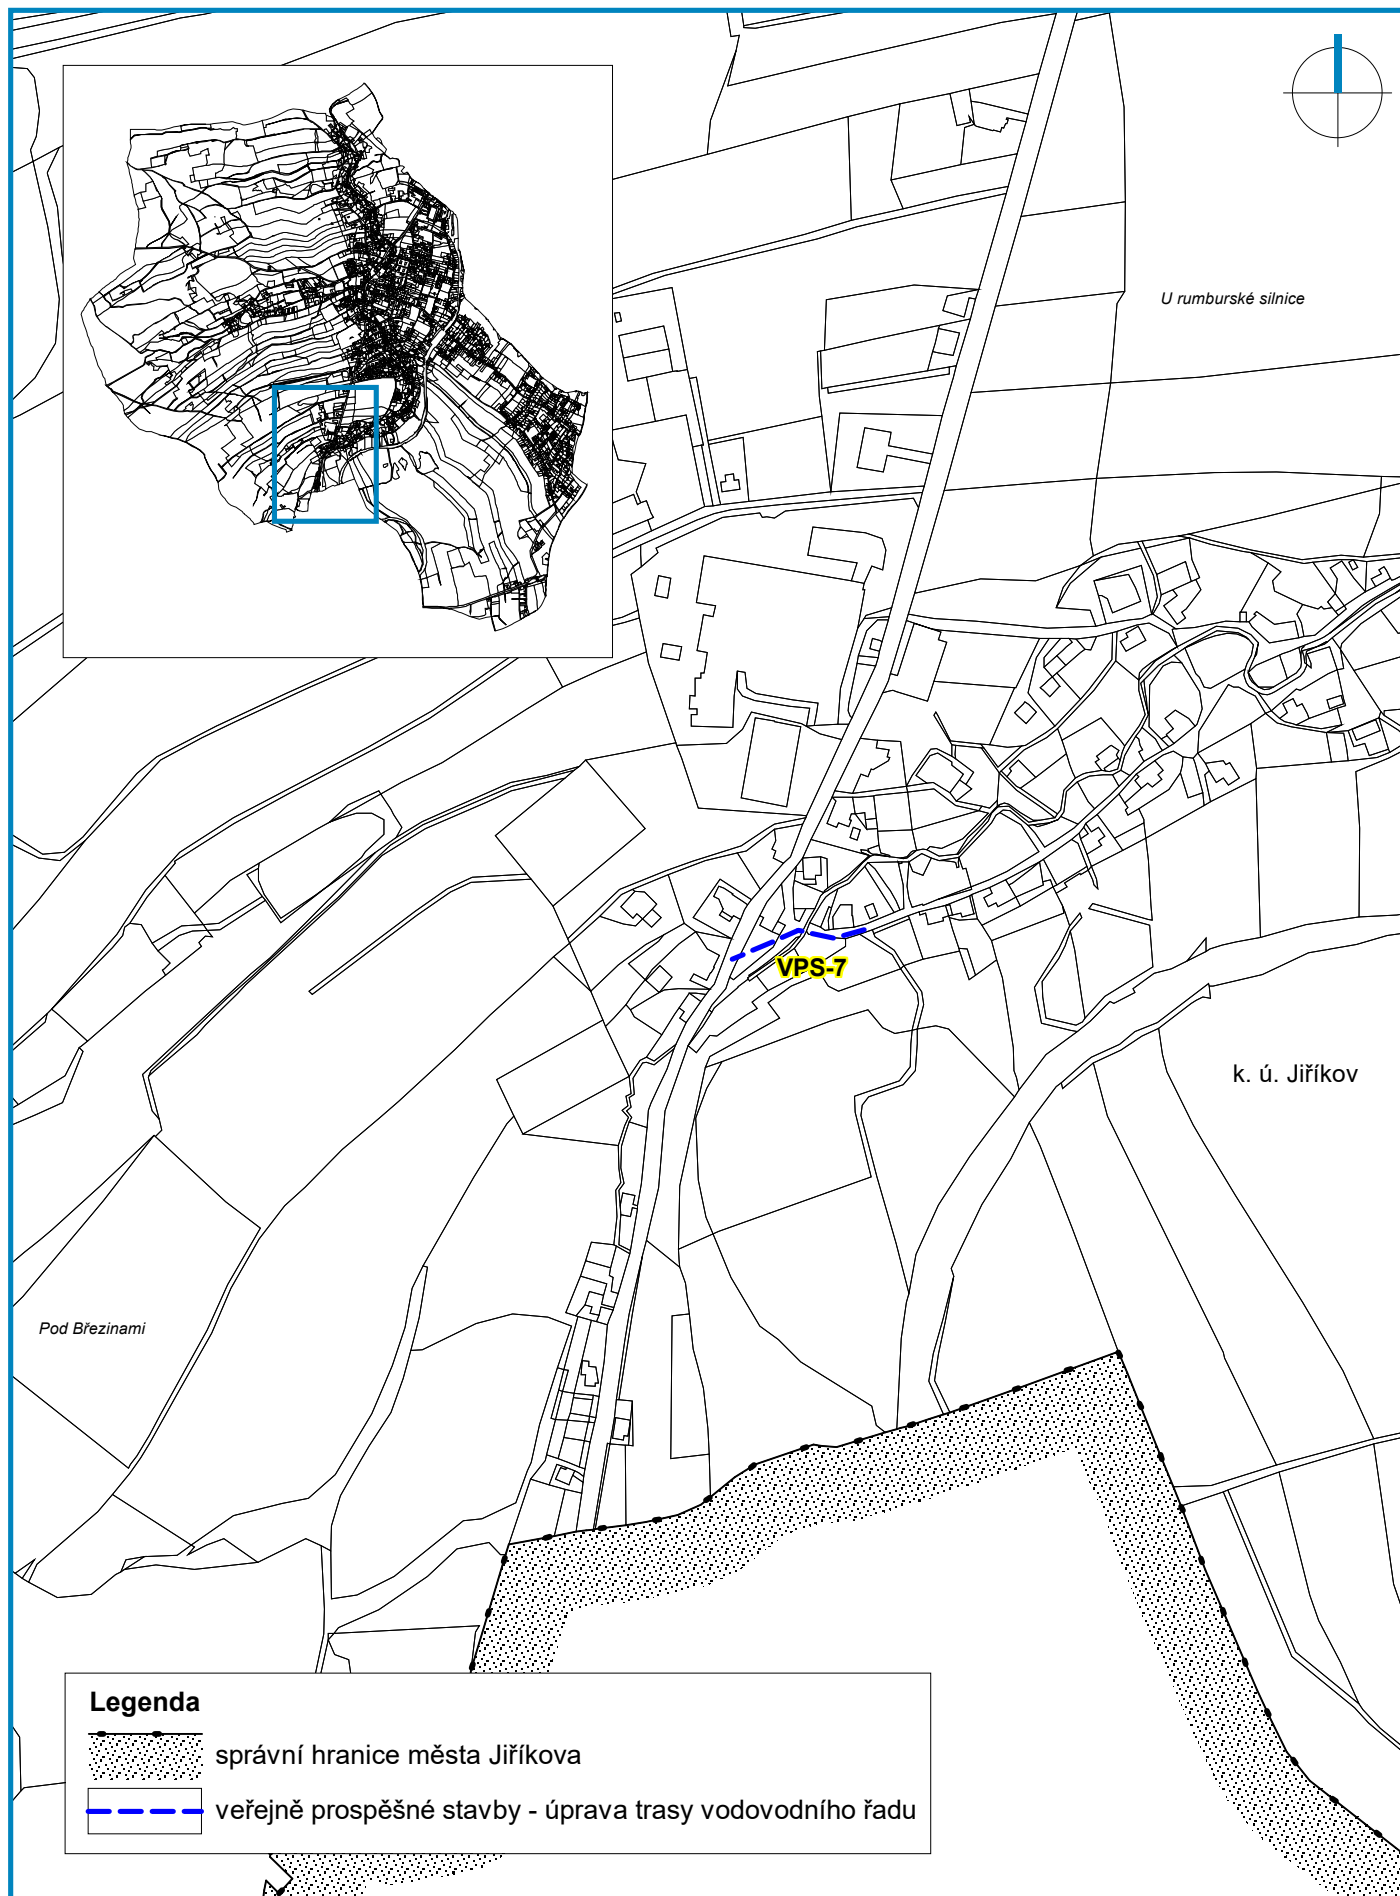 U rumburské silnice
VPS-7
k. ú. Jiříkov
Pod Březinami
Legenda
správní hranice města Jiříkova
veřejně prospěšné stavby - úprava trasy vodovodního řadu